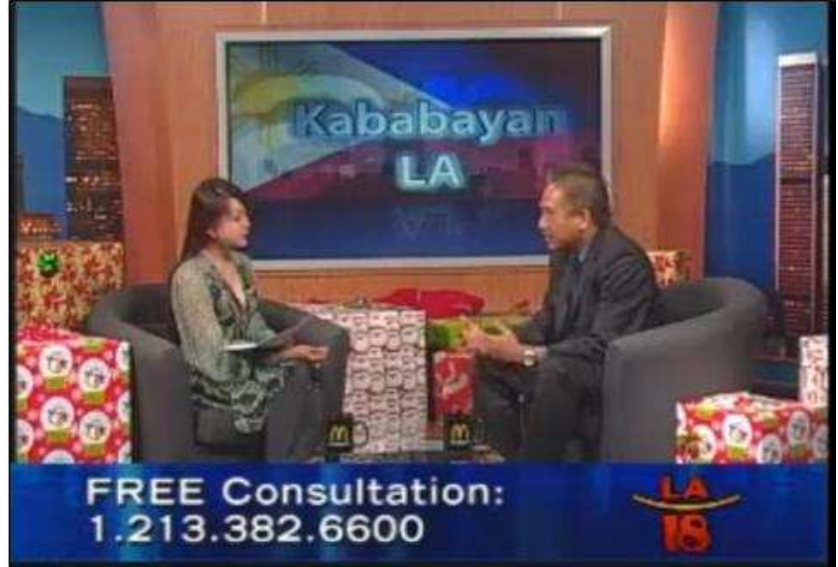 Kababayan
LA
FREE Consultation:
1.213.382.6600
LA
18